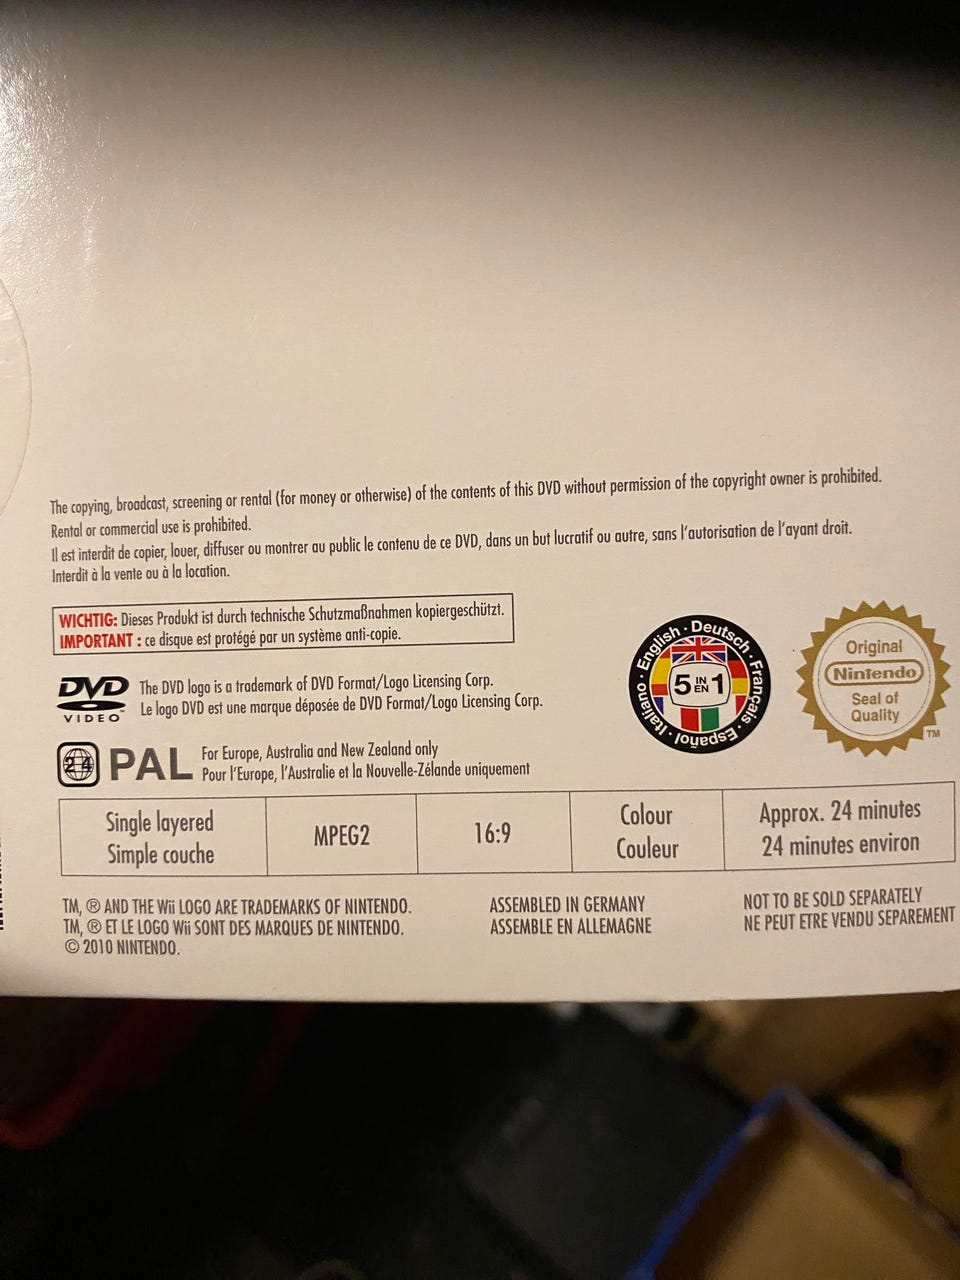 The copying, broadcast, screening or rental (for money or otherwise) of the contents of this DVD without permission of the copyright owner is prohibited.
Rental or commercial use is prohibited.
Il est interdit de copier, louer, diffuser ou montrer au public le contenu de ce DVD, dans un but lucratif ou autre, sans l'autorisation de l'ayant droit.
Interdit à la vente ou à la location.
WICHTIG: Dieses Produkt ist durch technische Schutzmaßnahmen kopiergeschützt.
IMPORTANT : ce disque est protégé par un système anti-copie.
English · Deutsch · Français · Español · Italiano ·
5 IN EN 1
Original
Nintendo
Seal of
Quality
TM
DVD
VIDEO
The DVD logo is a trademark of DVD Format/Logo Licensing Corp.
Le logo DVD est une marque déposée de DVD Format/Logo Licensing Corp.
2 4
PAL
For Europe, Australia and New Zealand only
Pour l'Europe, l'Australie et la Nouvelle-Zélande uniquement
Single layered
Simple couche
MPEG2
16:9
Colour
Couleur
Approx. 24 minutes
24 minutes environ
TM, ® AND THE Wii LOGO ARE TRADEMARKS OF NINTENDO.
TM, ® ET LE LOGO Wii SONT DES MARQUES DE NINTENDO.
© 2010 NINTENDO.
ASSEMBLED IN GERMANY
ASSEMBLE EN ALLEMAGNE
NOT TO BE SOLD SEPARATELY
NE PEUT ETRE VENDU SEPAREMENT